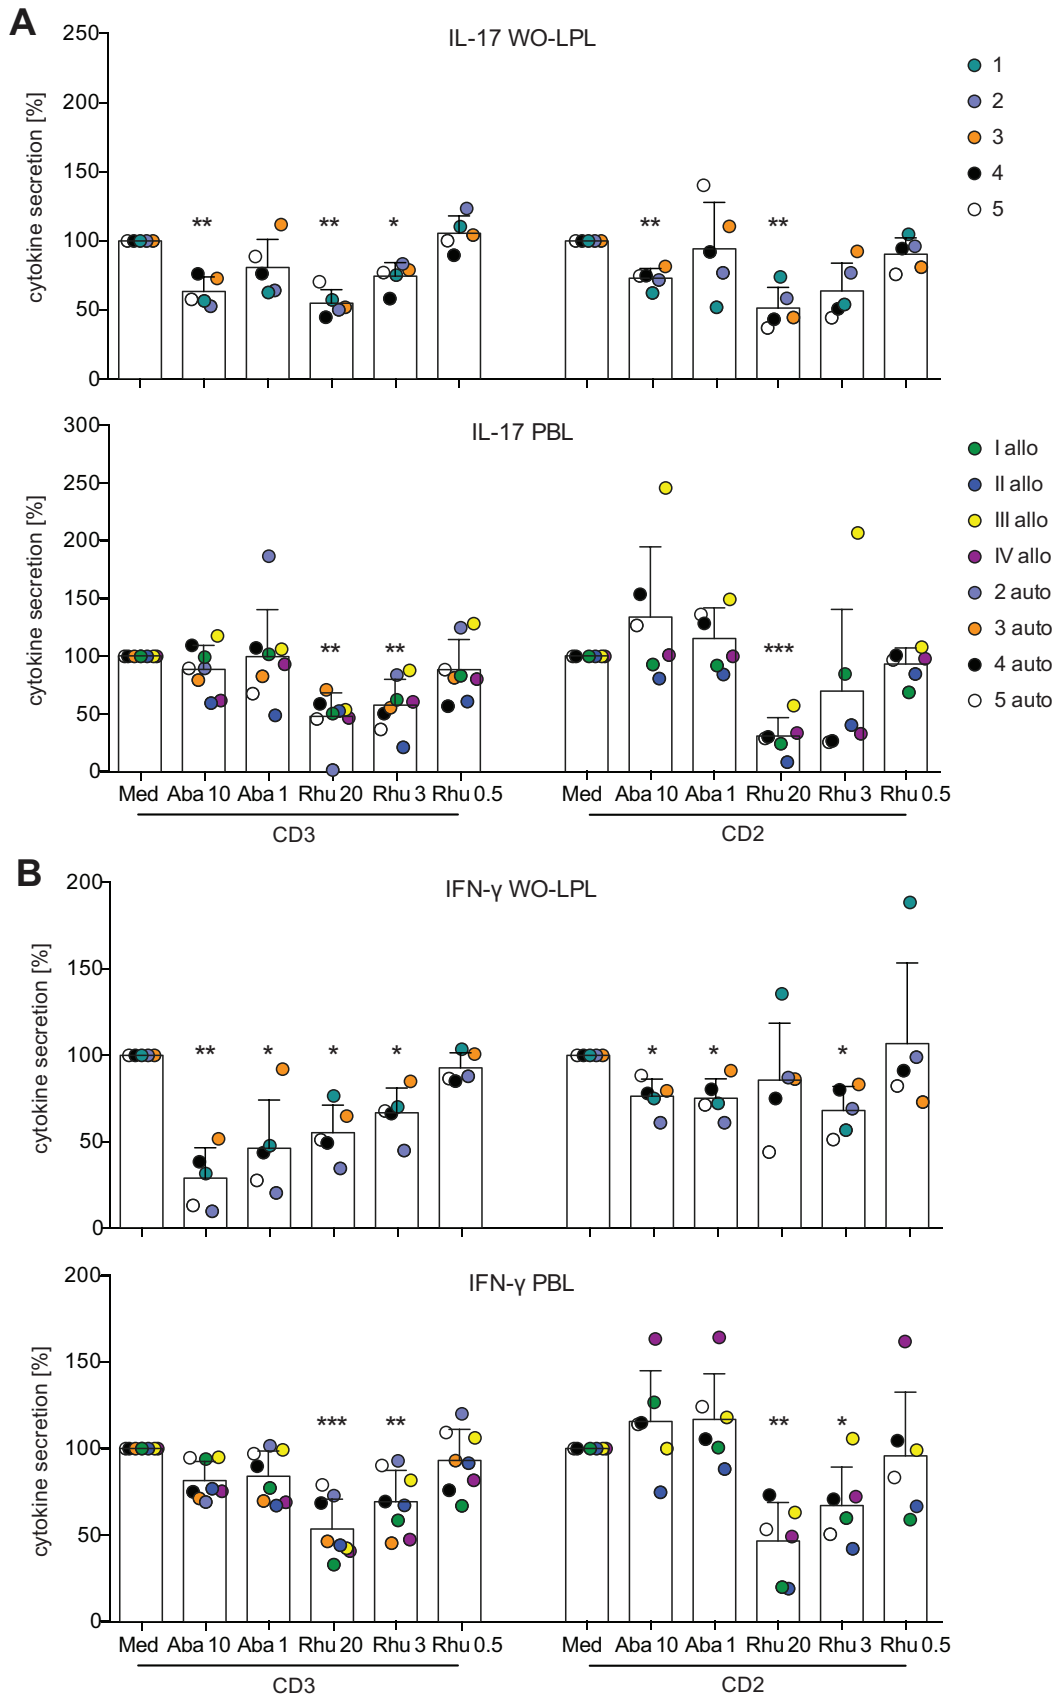 A
IL-17 WO-LPL
cytokine secretion [%]
250
200
150
100
50
0
** ** * ** **
1
2
3
4
5
IL-17 PBL
cytokine secretion [%]
300
250
200
150
100
50
0
** ** ***
I allo
II allo
III allo
IV allo
2 auto
3 auto
4 auto
5 auto
Med Aba 10 Aba 1 Rhu 20 Rhu 3 Rhu 0.5 Med Aba 10 Aba 1 Rhu 20 Rhu 3 Rhu 0.5
CD3 CD2
B
IFN-γ WO-LPL
cytokine secretion [%]
200
150
100
50
0
** * * * * * *
IFN-γ PBL
cytokine secretion [%]
200
150
100
50
0
*** ** ** *
Med Aba 10 Aba 1 Rhu 20 Rhu 3 Rhu 0.5 Med Aba 10 Aba 1 Rhu 20 Rhu 3 Rhu 0.5
CD3 CD2